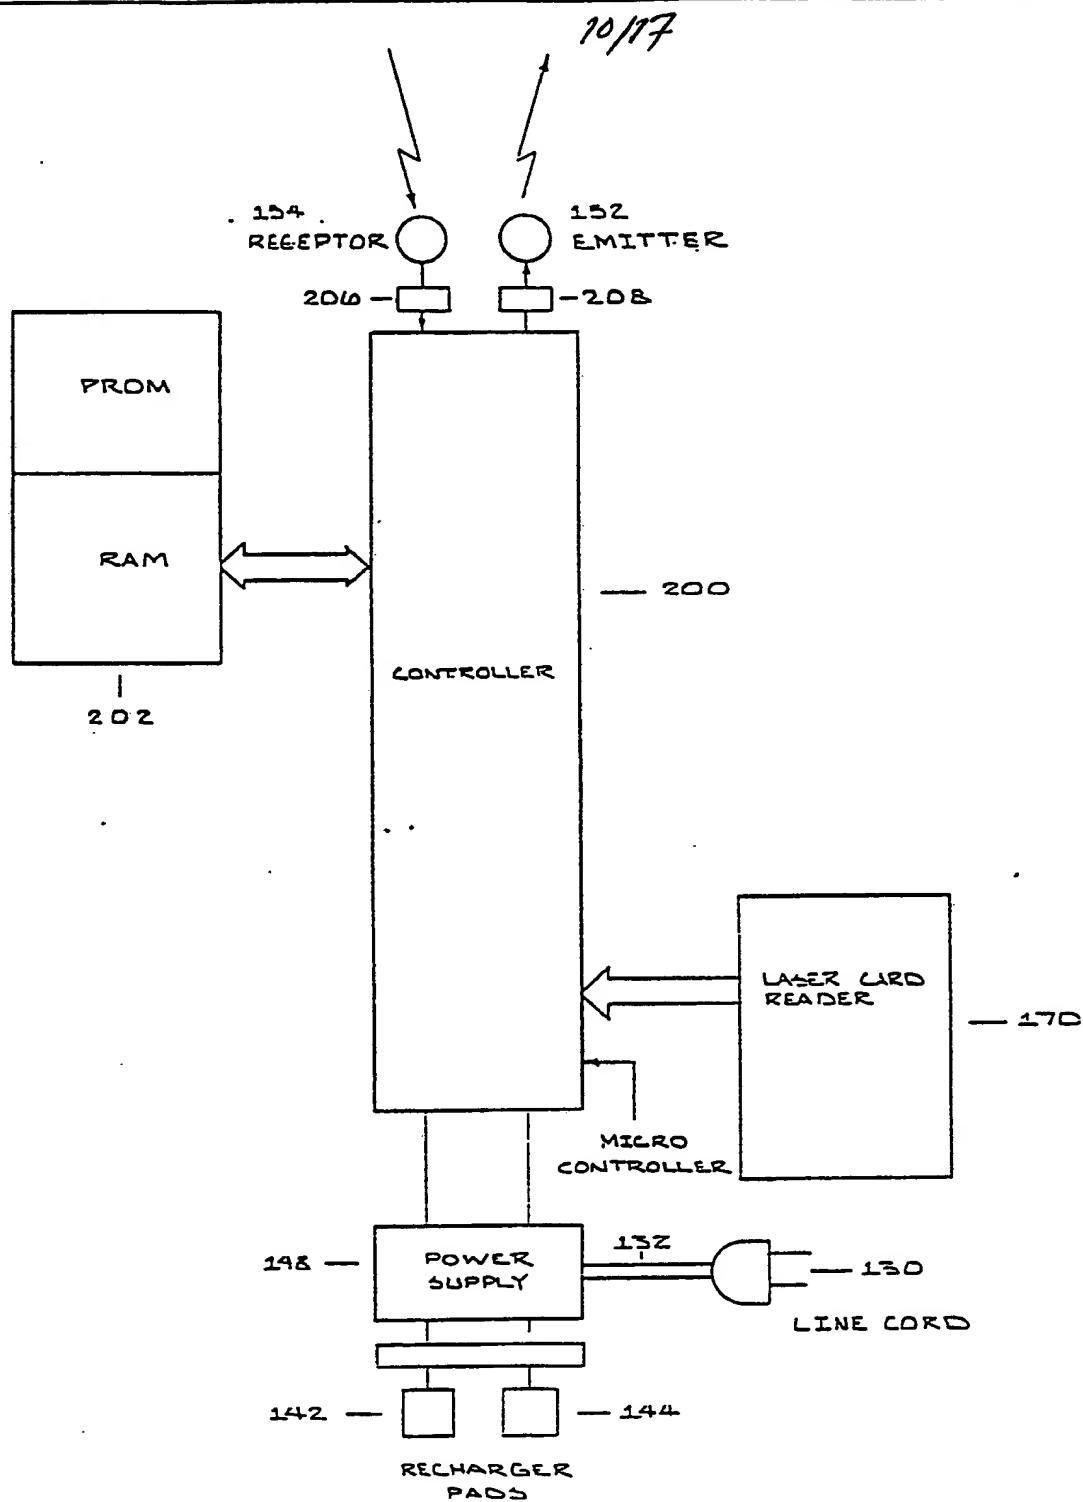 10/17
154
RECEPTOR
152
EMITTER
206
208
PROM
RAM
202
200
CONTROLLER
LASER CARD
READER
170
MICRO
CONTROLLER
148
POWER
SUPPLY
132
130
LINE CORD
142
144
RECHARGER
PADS